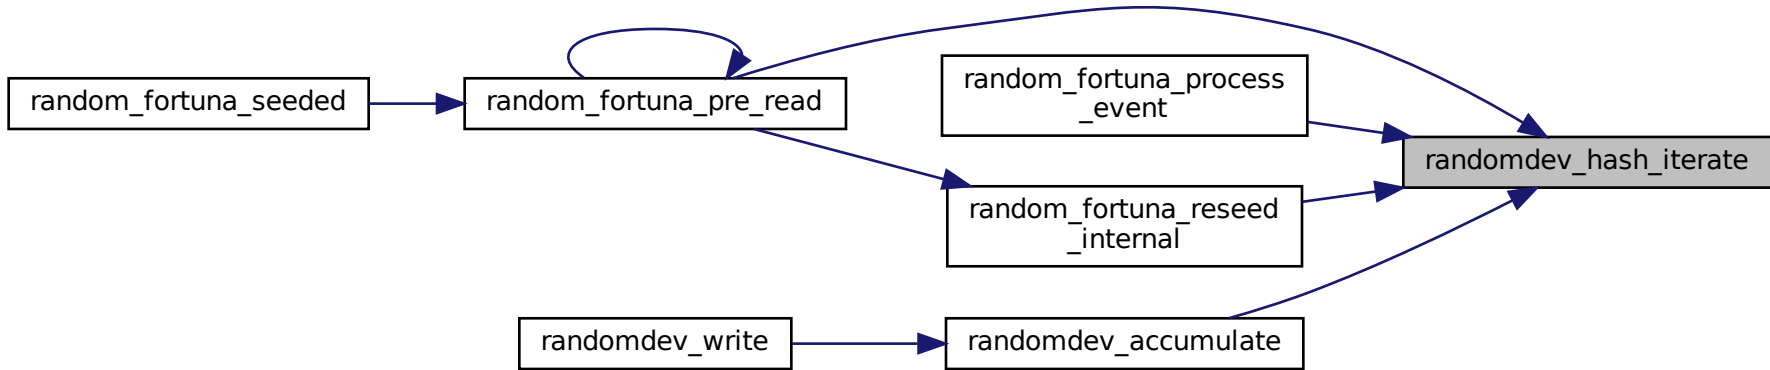 random_fortuna_seeded
random_fortuna_pre_read
random_fortuna_process
_event
randomdev_hash_iterate
random_fortuna_reseed
_internal
randomdev_write
randomdev_accumulate